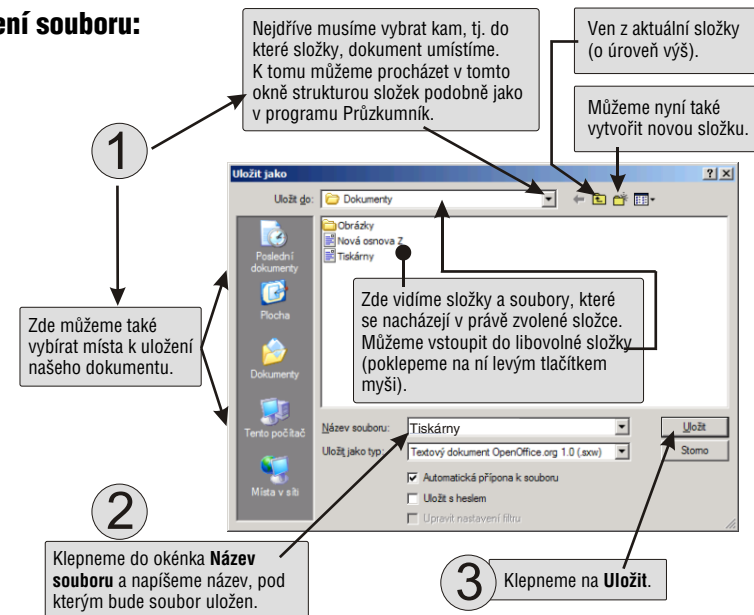 ení souboru:
Nejdříve musíme vybrat kam, tj. do
které složky, dokument umístíme.
K tomu můžeme procházet v tomto
okně strukturou složek podobně jako
v programu Průzkumník.
Ven z aktuální složky
(o úroveň výš).
Můžeme nyní také
vytvořit novou složku.
1
Uložit jako
Uložit do:
Dokumenty
Obrázky
Nová osnova Z
Tiskárny
Poslední
dokumenty
Plocha
Dokumenty
Tento počítač
Místa v síti
Zde můžeme také
vybírat místa k uložení
našeho dokumentu.
Zde vidíme složky a soubory, které
se nacházejí v právě zvolené složce.
Můžeme vstoupit do libovolné složky
(poklepeme na ní levým tlačítkem
myši).
Název souboru:
Tiskárny
Uložit
Uložit jako typ:
Textový dokument OpenOffice.org 1.0 (.sxw)
Storno
Automatická přípona k souboru
Uložit s heslem
Upravit nastavení filtru
2
Klepneme do okénka Název
souboru a napíšeme název, pod
kterým bude soubor uložen.
3
Klepneme na Uložit.